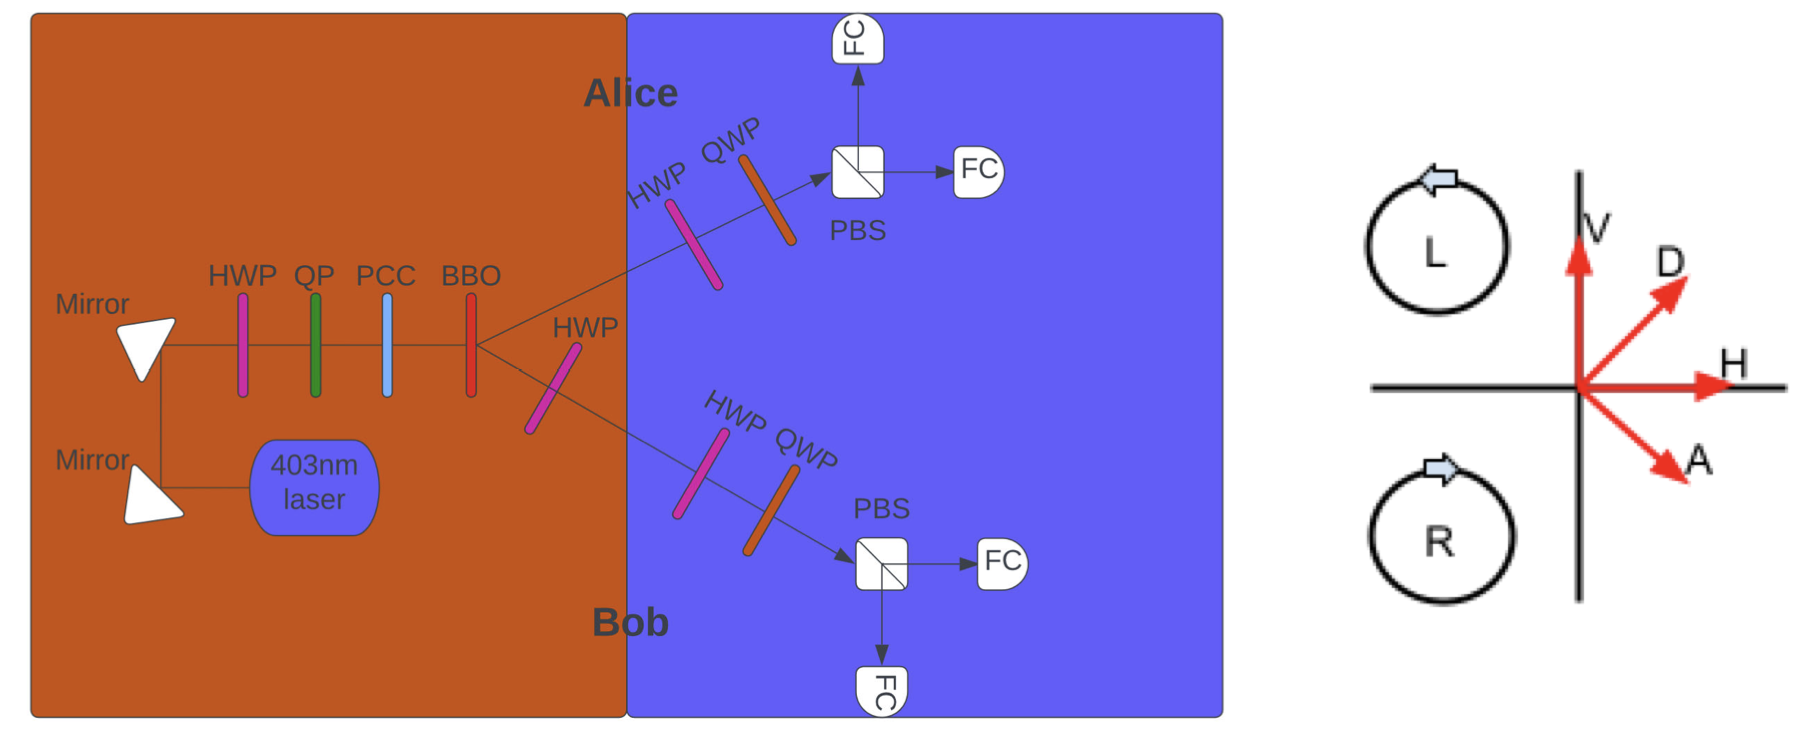 Alice
FC
FC
QWP
HWP
PBS
HWP
QP
PCC
BBO
Mirror
HWP
Mirror
403nm
laser
HWP
QWP
PBS
FC
Bob
FC
V
D
L
H
A
R